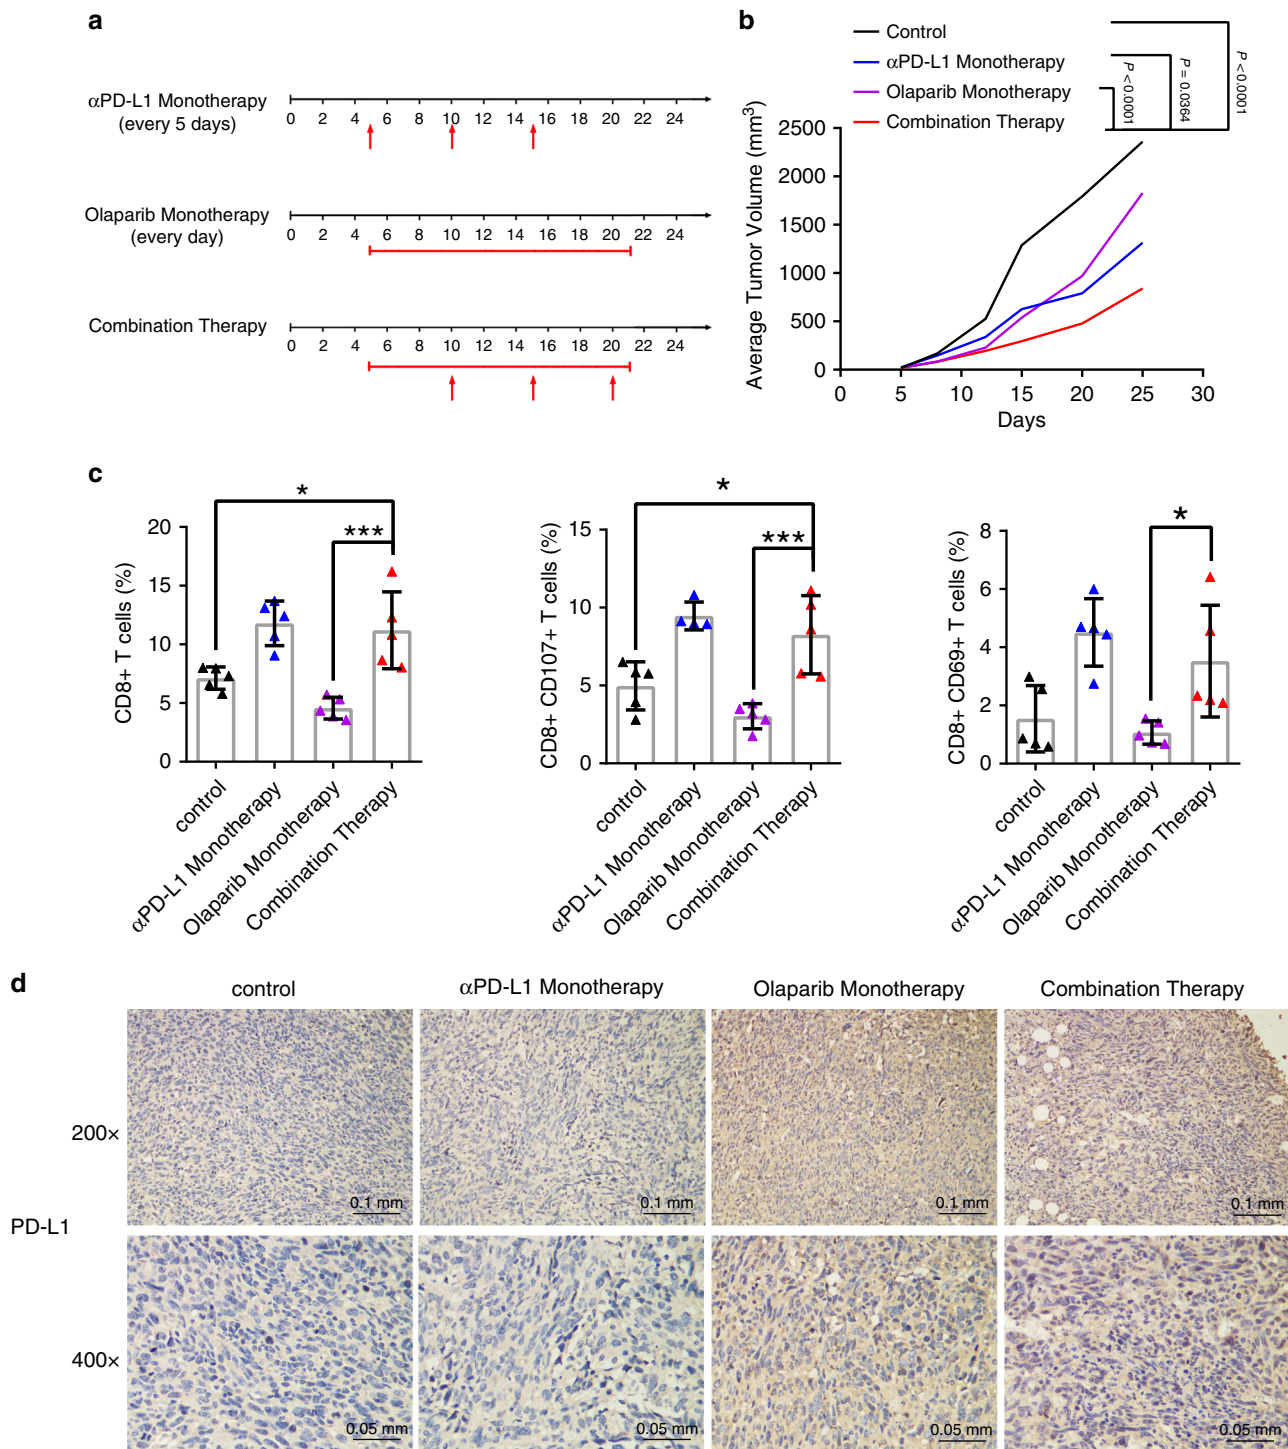 a
αPD-L1 Monotherapy
(every 5 days)
0 2 4 6 8 10 12 14 16 18 20 22 24
Olaparib Monotherapy
(every day)
0 2 4 6 8 10 12 14 16 18 20 22 24
Combination Therapy
0 2 4 6 8 10 12 14 16 18 20 22 24
b
Control
αPD-L1 Monotherapy
Olaparib Monotherapy
Combination Therapy
P < 0.0001
P = 0.0364
P < 0.0001
Average Tumor Volume (mm³)
2500
2000
1500
1000
500
0
0 5 10 15 20 25 30
Days
c
CD8+ T cells (%)
20
15
10
5
0
*
***
control
αPD-L1 Monotherapy
Olaparib Monotherapy
Combination Therapy
CD8+ CD107+ T cells (%)
15
10
5
0
*
***
control
αPD-L1 Monotherapy
Olaparib Monotherapy
Combination Therapy
CD8+ CD69+ T cells (%)
8
6
4
2
0
*
control
αPD-L1 Monotherapy
Olaparib Monotherapy
Combination Therapy
d
control αPD-L1 Monotherapy Olaparib Monotherapy Combination Therapy
200×
0.1 mm 0.1 mm 0.1 mm 0.1 mm
PD-L1
400×
0.05 mm 0.05 mm 0.05 mm 0.05 mm